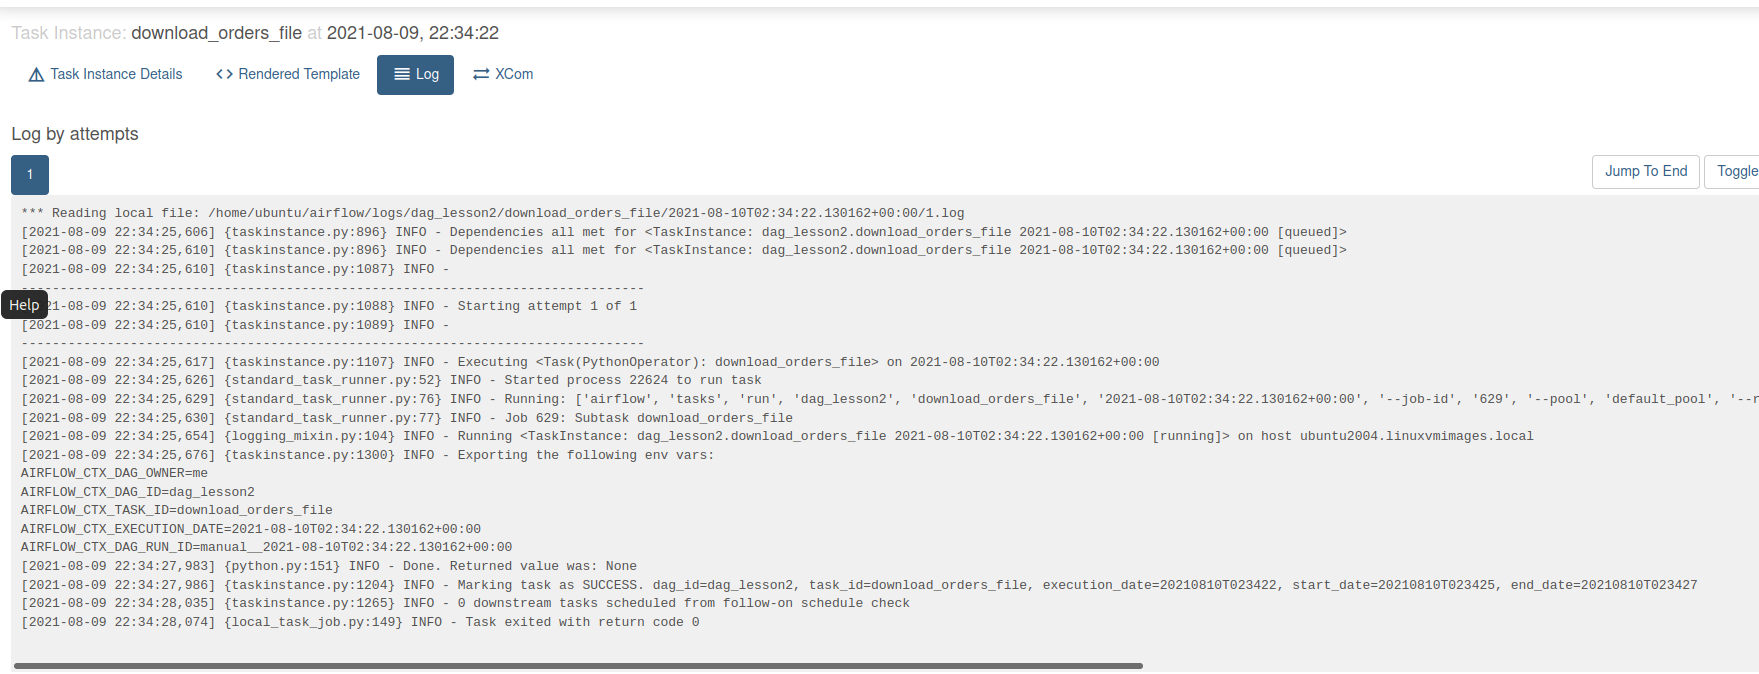 Task Instance: download_orders_file at 2021-08-09, 22:34:22
Task Instance Details Rendered Template Log XCom
Log by attempts
1
Jump To End Toggle
*** Reading local file: /home/ubuntu/airflow/logs/dag_lesson2/download_orders_file/2021-08-10T02:34:22.130162+00:00/1.log
[2021-08-09 22:34:25,606] {taskinstance.py:896} INFO - Dependencies all met for <TaskInstance: dag_lesson2.download_orders_file 2021-08-10T02:34:22.130162+00:00 [queued]>
[2021-08-09 22:34:25,610] {taskinstance.py:896} INFO - Dependencies all met for <TaskInstance: dag_lesson2.download_orders_file 2021-08-10T02:34:22.130162+00:00 [queued]>
[2021-08-09 22:34:25,610] {taskinstance.py:1087} INFO -
--------------------------------------------------------------------------------
Help
21-08-09 22:34:25,610] {taskinstance.py:1088} INFO - Starting attempt 1 of 1
[2021-08-09 22:34:25,610] {taskinstance.py:1089} INFO -
--------------------------------------------------------------------------------
[2021-08-09 22:34:25,617] {taskinstance.py:1107} INFO - Executing <Task(PythonOperator): download_orders_file> on 2021-08-10T02:34:22.130162+00:00
[2021-08-09 22:34:25,626] {standard_task_runner.py:52} INFO - Started process 22624 to run task
[2021-08-09 22:34:25,629] {standard_task_runner.py:76} INFO - Running: ['airflow', 'tasks', 'run', 'dag_lesson2', 'download_orders_file', '2021-08-10T02:34:22.130162+00:00', '--job-id', '629', '--pool', 'default_pool', '--r
[2021-08-09 22:34:25,630] {standard_task_runner.py:77} INFO - Job 629: Subtask download_orders_file
[2021-08-09 22:34:25,654] {logging_mixin.py:104} INFO - Running <TaskInstance: dag_lesson2.download_orders_file 2021-08-10T02:34:22.130162+00:00 [running]> on host ubuntu2004.linuxvmimages.local
[2021-08-09 22:34:25,676] {taskinstance.py:1300} INFO - Exporting the following env vars:
AIRFLOW_CTX_DAG_OWNER=me
AIRFLOW_CTX_DAG_ID=dag_lesson2
AIRFLOW_CTX_TASK_ID=download_orders_file
AIRFLOW_CTX_EXECUTION_DATE=2021-08-10T02:34:22.130162+00:00
AIRFLOW_CTX_DAG_RUN_ID=manual__2021-08-10T02:34:22.130162+00:00
[2021-08-09 22:34:27,983] {python.py:151} INFO - Done. Returned value was: None
[2021-08-09 22:34:27,986] {taskinstance.py:1204} INFO - Marking task as SUCCESS. dag_id=dag_lesson2, task_id=download_orders_file, execution_date=20210810T023422, start_date=20210810T023425, end_date=20210810T023427
[2021-08-09 22:34:28,035] {taskinstance.py:1265} INFO - 0 downstream tasks scheduled from follow-on schedule check
[2021-08-09 22:34:28,074] {local_task_job.py:149} INFO - Task exited with return code 0